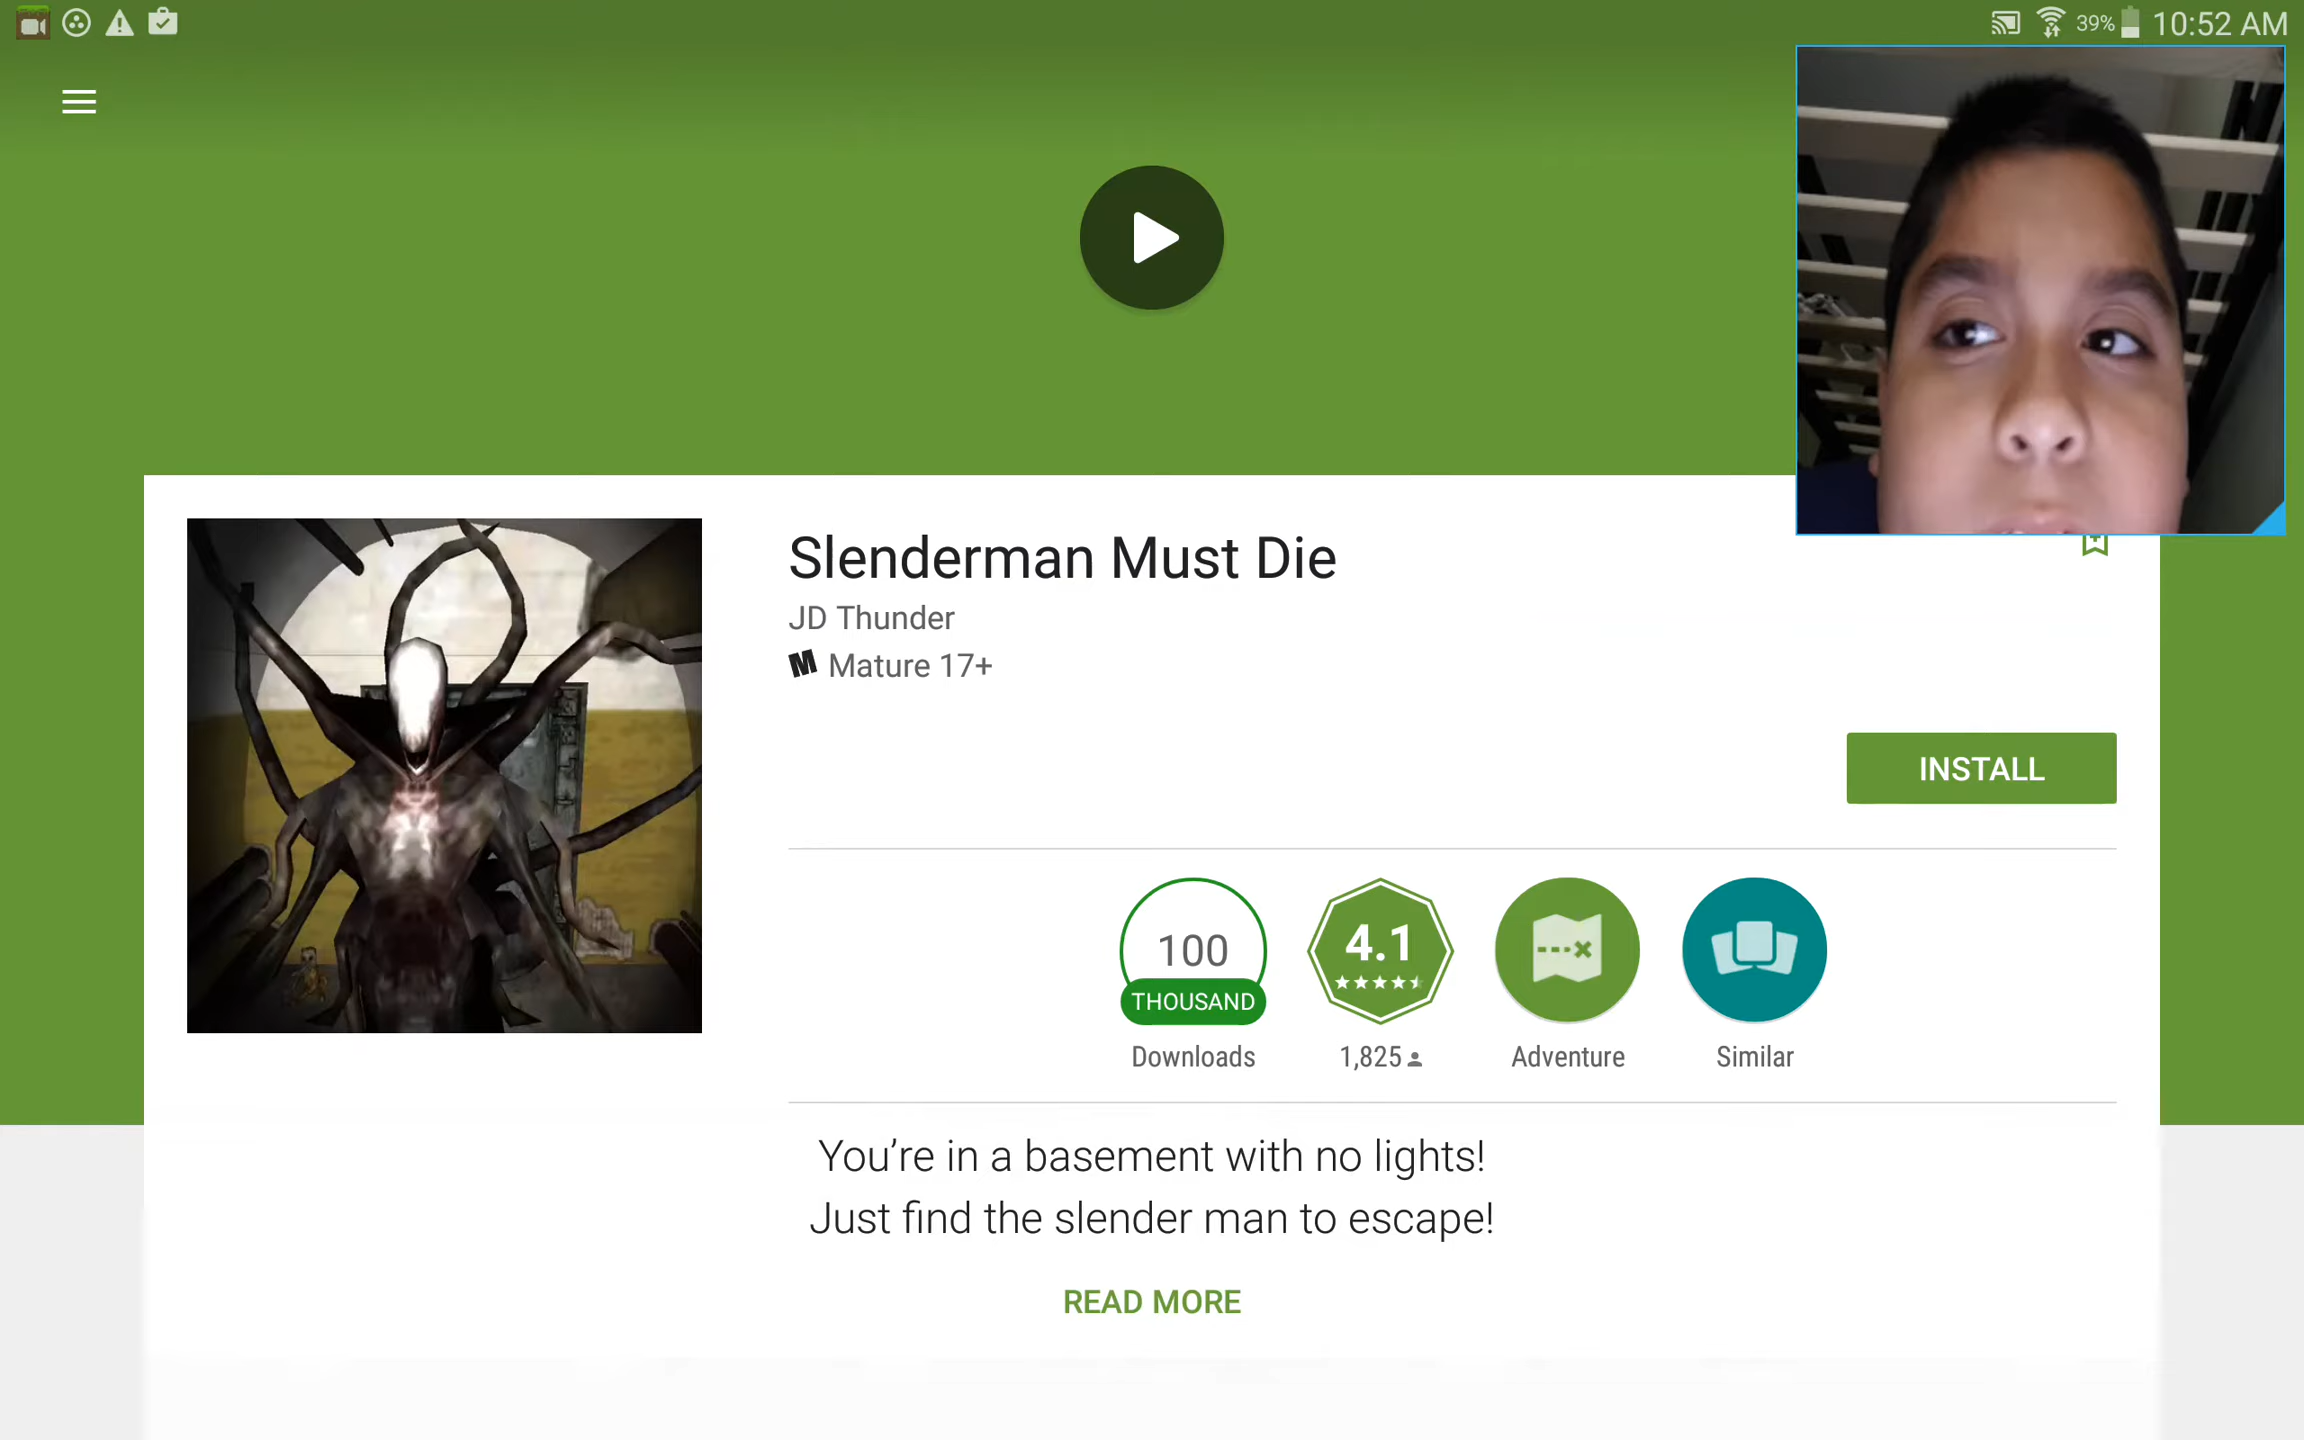 39% 10:52 AM
Slenderman Must Die
JD Thunder
Mature 17+
INSTALL
100
THOUSAND
Downloads
4.1
1,825
Adventure
Similar
You’re in a basement with no lights!
Just find the slender man to escape!
READ MORE